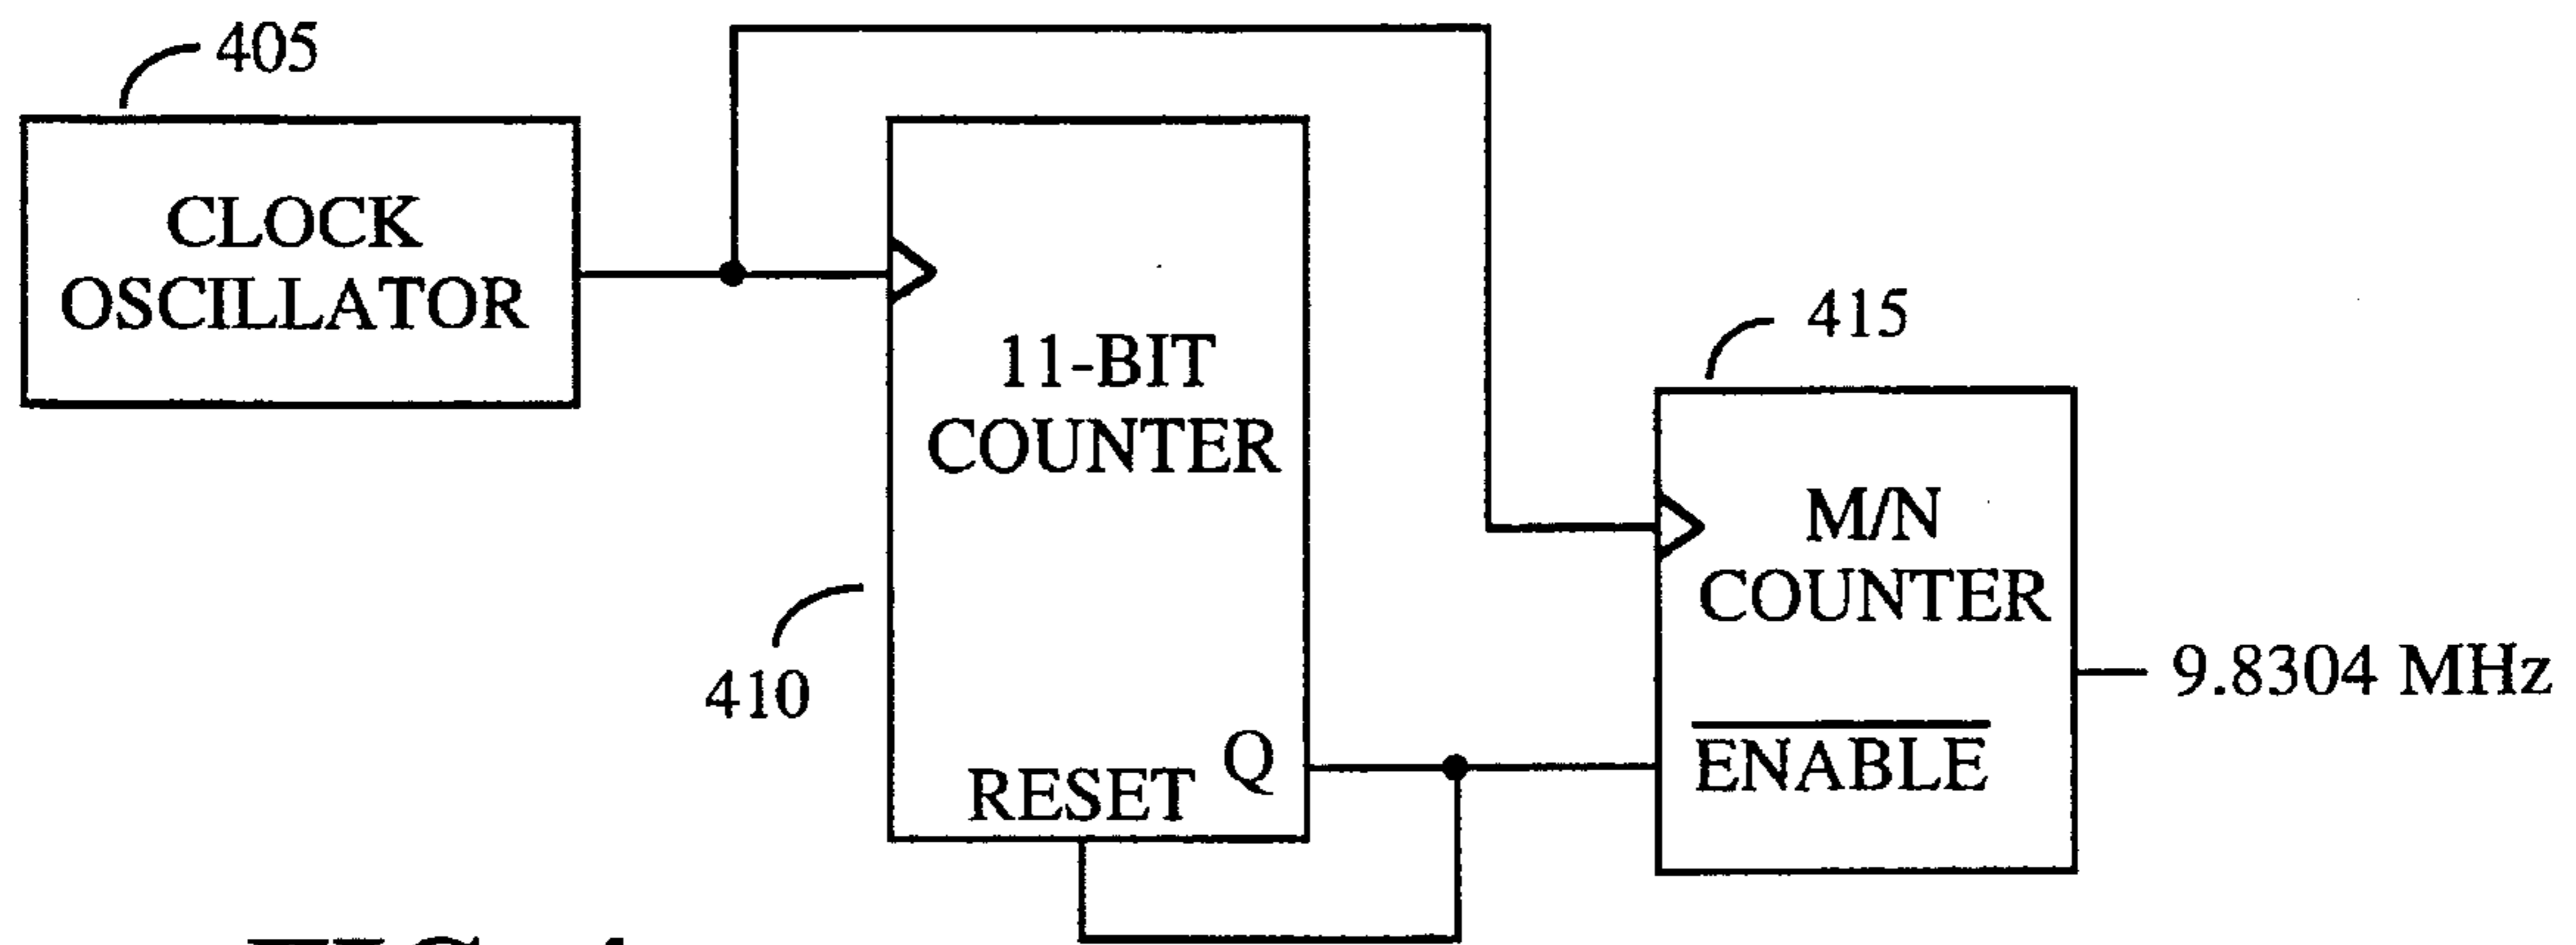 405
CLOCK
OSCILLATOR
11-BIT
COUNTER
410
RESET
Q
415
M/N
COUNTER
ENABLE
9.8304 MHz